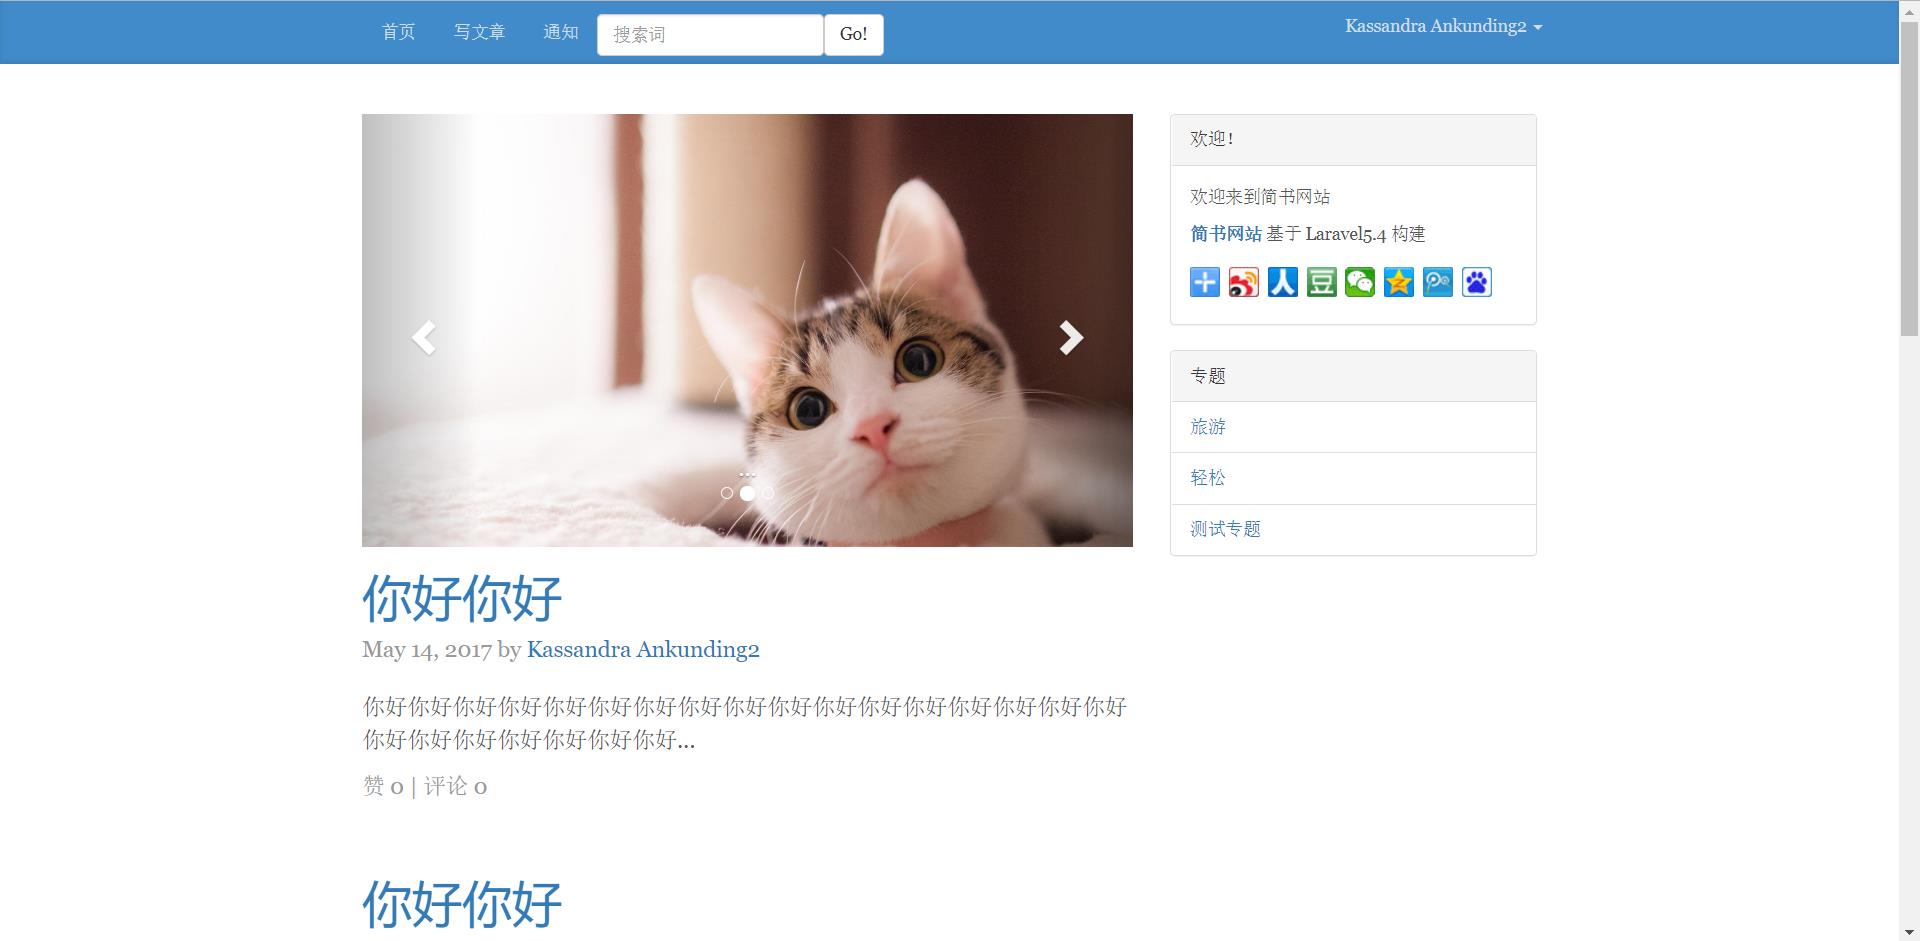 首页 写文章 通知 搜索词 Go! Kassandra Ankunding2
欢迎！
欢迎来到简书网站
简书网站 基于 Laravel5.4 构建
专题
旅游
轻松
测试专题
...
你好你好
May 14, 2017 by Kassandra Ankunding2
你好你好你好你好你好你好你好你好你好你好你好你好你好你好你好你好你好
你好你好你好你好你好你好你好...
赞 0 | 评论 0
你好你好